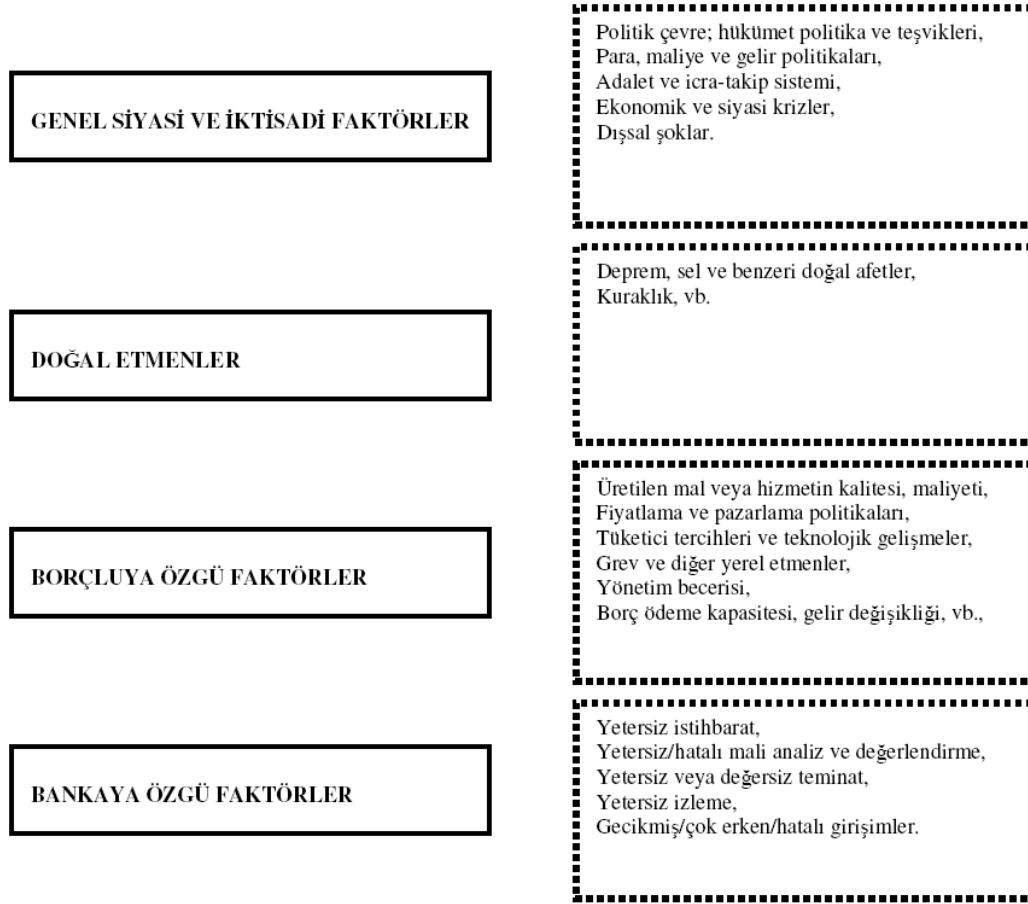 GENEL SİYASİ VE İKTİSADİ FAKTÖRLER
Politik çevre; hükümet politika ve teşvikleri,
Para, maliye ve gelir politikaları,
Adalet ve icra-takip sistemi,
Ekonomik ve siyasi krizler,
Dışsal şoklar.
DOĞAL ETMENLER
Deprem, sel ve benzeri doğal afetler,
Kuraklık, vb.
BORÇLUYA ÖZGÜ FAKTÖRLER
Üretilen mal veya hizmetin kalitesi, maliyeti,
Fiyatlama ve pazarlama politikaları,
Tüketici tercihleri ve teknolojik gelişmeler,
Grev ve diğer yerel etmenler,
Yönetim becerisi,
Borç ödeme kapasitesi, gelir değişikliği, vb.,
BANKAYA ÖZGÜ FAKTÖRLER
Yetersiz istihbarat,
Yetersiz/hatalı mali analiz ve değerlendirme,
Yetersiz veya değersiz teminat,
Yetersiz izleme,
Gecikmiş/çok erken/hatalı girişimler.